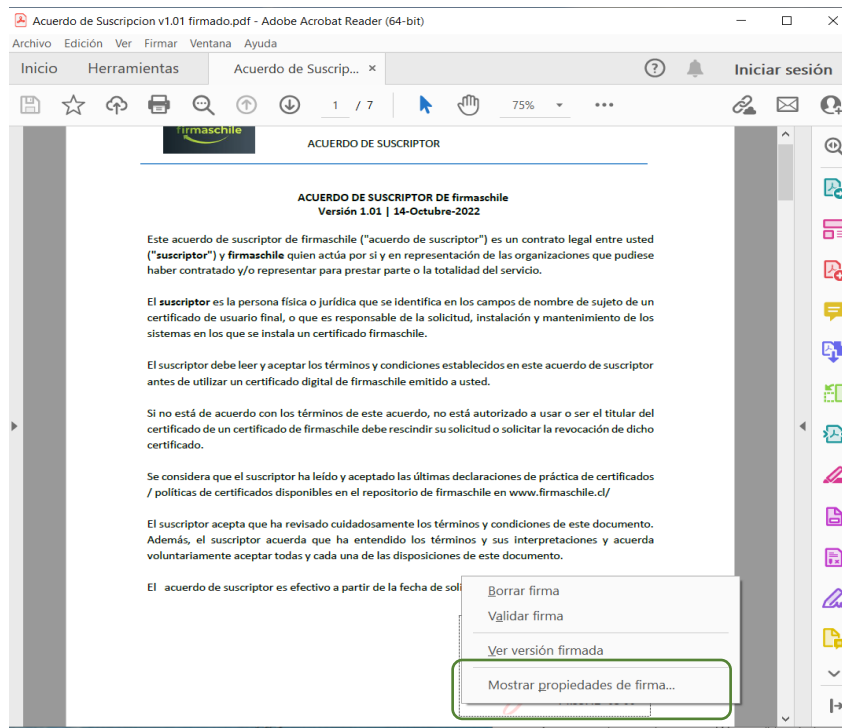 Acuerdo de Suscripcion v1.01 firmado.pdf - Adobe Acrobat Reader (64-bit)
Archivo Edición Ver Firmar Ventana Ayuda
Inicio Herramientas Acuerdo de Suscrip... × Iniciar sesión
1 / 7 75%
firmaschile
ACUERDO DE SUSCRIPTOR
ACUERDO DE SUSCRIPTOR DE firmaschile
Versión 1.01 | 14-Octubre-2022
Este acuerdo de suscriptor de firmaschile ("acuerdo de suscriptor") es un contrato legal entre usted
("suscriptor") y firmaschile quien actúa por si y en representación de las organizaciones que pudiese
haber contratado y/o representar para prestar parte o la totalidad del servicio.
El suscriptor es la persona física o jurídica que se identifica en los campos de nombre de sujeto de un
certificado de usuario final, o que es responsable de la solicitud, instalación y mantenimiento de los
sistemas en los que se instala un certificado firmaschile.
El suscriptor debe leer y aceptar los términos y condiciones establecidos en este acuerdo de suscriptor
antes de utilizar un certificado digital de firmaschile emitido a usted.
Si no está de acuerdo con los términos de este acuerdo, no está autorizado a usar o ser el titular del
certificado de un certificado de firmaschile debe rescindir su solicitud o solicitar la revocación de dicho
certificado.
Se considera que el suscriptor ha leído y aceptado las últimas declaraciones de práctica de certificados
/ políticas de certificados disponibles en el repositorio de firmaschile en www.firmaschile.cl/
El suscriptor acepta que ha revisado cuidadosamente los términos y condiciones de este documento.
Además, el suscriptor acuerda que ha entendido los términos y sus interpretaciones y acuerda
voluntariamente aceptar todas y cada una de las disposiciones de este documento.
El acuerdo de suscriptor es efectivo a partir de la fecha de soli
Borrar firma
Validar firma
Ver versión firmada
Mostrar propiedades de firma...